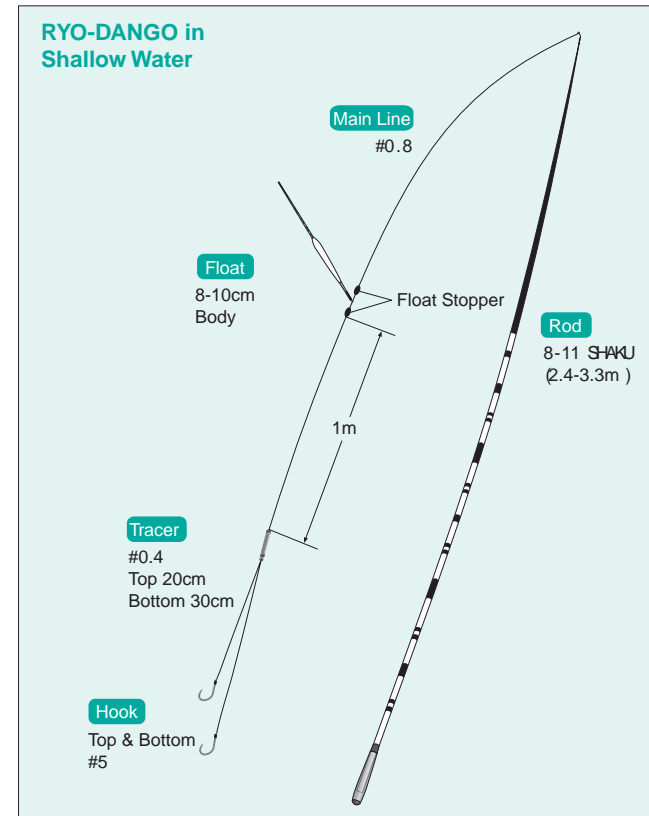 RYO-DANGO in
Shallow Water
Main Line
#0.8
Float
8-10cm
Body
Float Stopper
Rod
8-11 SHAKU
(2.4-3.3m )
1m
Tracer
#0.4
Top 20cm
Bottom 30cm
Hook
Top & Bottom
#5